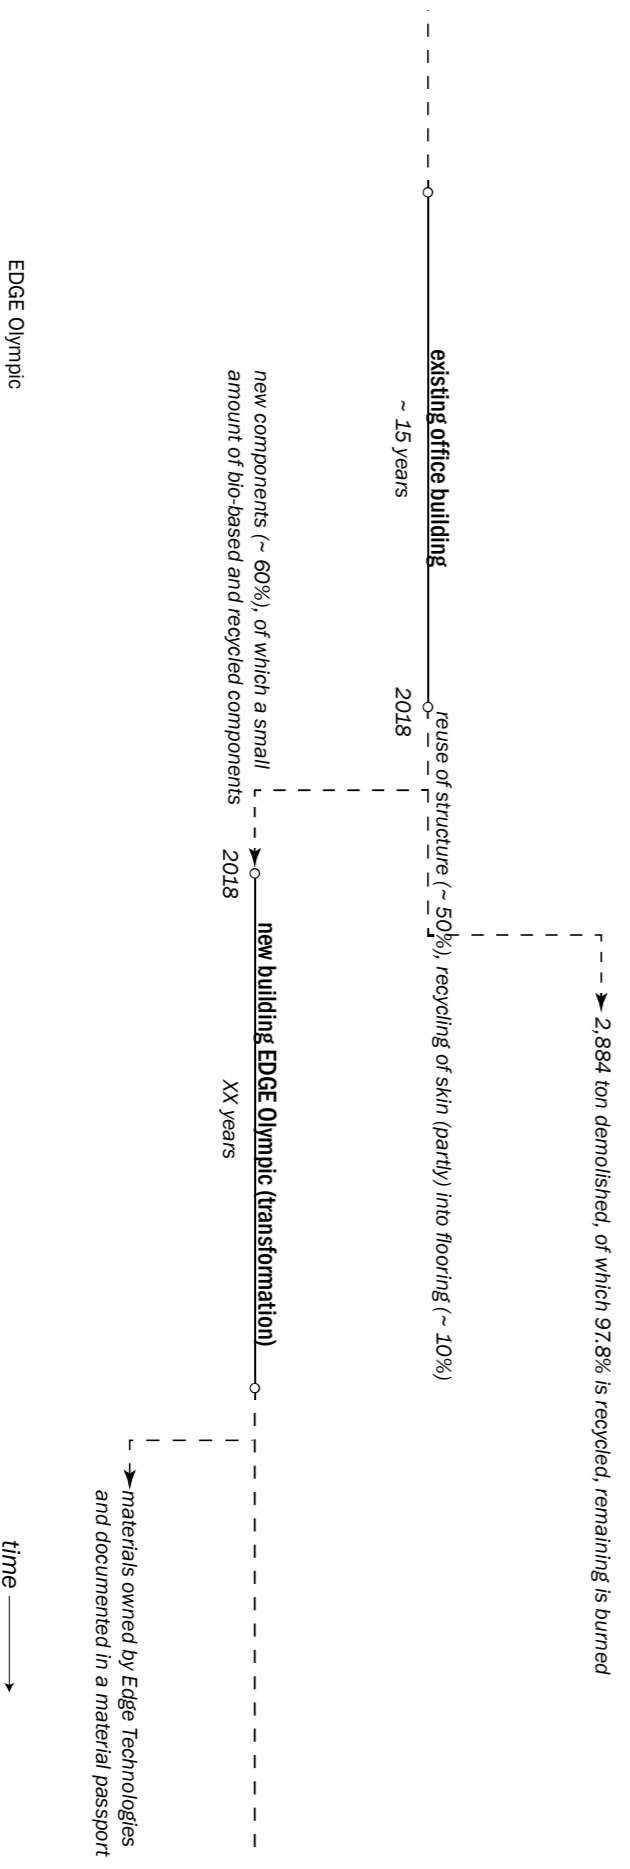 2,884 ton demolished, of which 97.8% is recycled, remaining is burned
existing office building
reuse of structure (~ 50%), recycling of skin (partly) into flooring (~ 10%)
~ 15 years
2018
new components (~ 60%), of which a small
amount of bio-based and recycled components
new building EDGE Olympic (transformation)
2018
XX years
materials owned by Edge Technologies
and documented in a material passport
EDGE Olympic
time